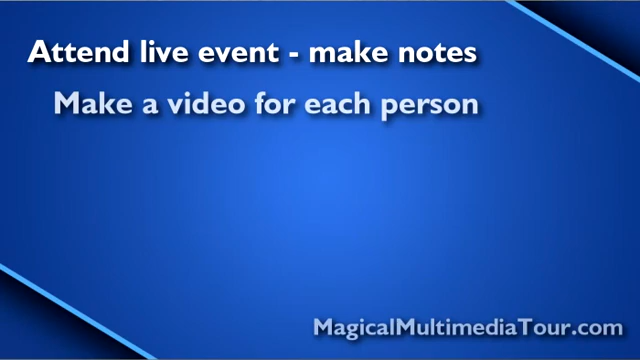 Attend live event - make notes
Make a video for each person
MagicalMultimediaTour.com